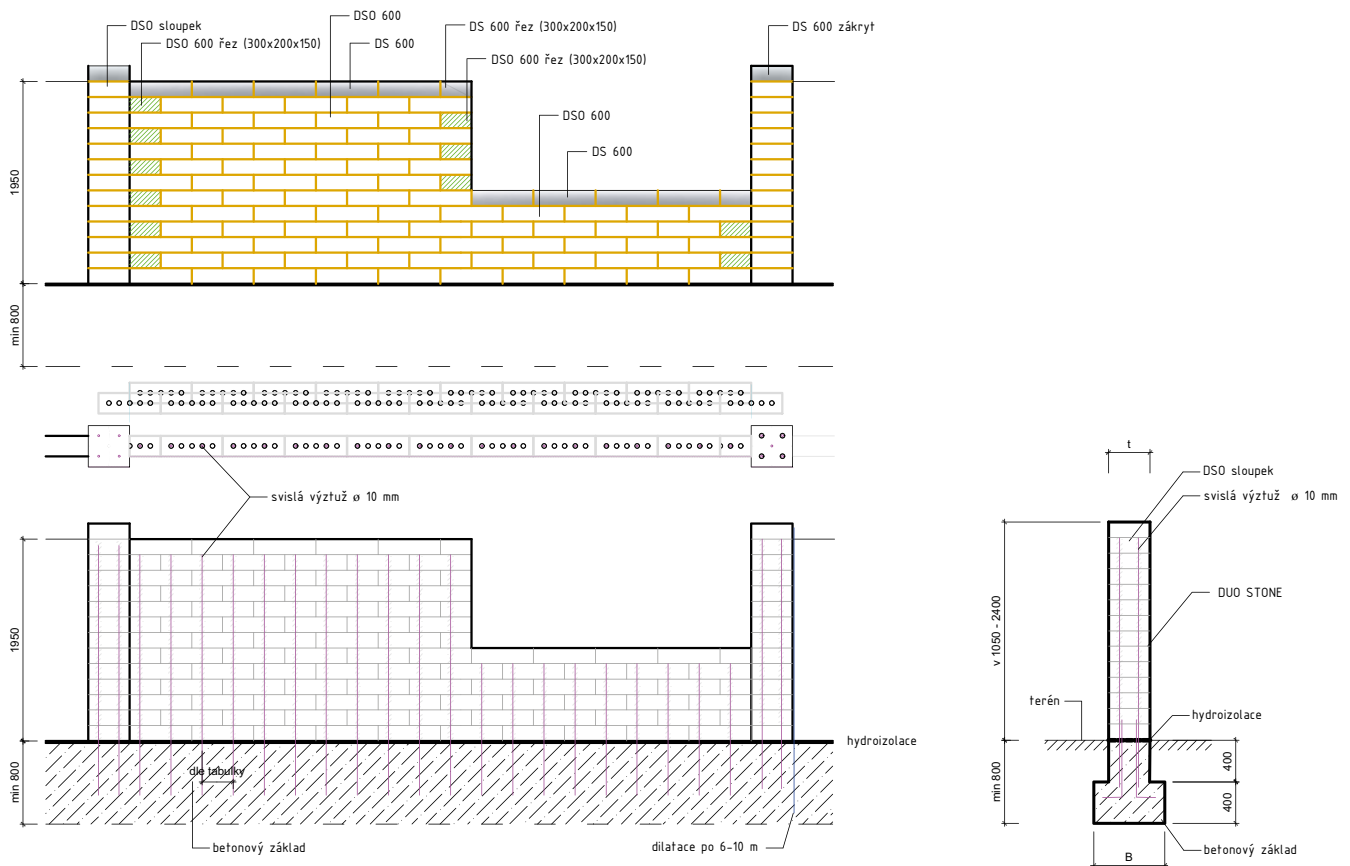 DSO sloupek
DSO 600
DS 600 řez (300x200x150)
DS 600 zákryt
DSO 600 řez (300x200x150)
DS 600
DSO 600 řez (300x200x150)
DSO 600
DS 600
1950
min 800
svislá výztuž ø 10 mm
1950
min 800
dle tabulky
hydroizolace
betonový základ
dilatace po 6-10 m
t
DSO sloupek
svislá výztuž ø 10 mm
DUO STONE
v 1050 - 2400
terén
hydroizolace
min 800
400
400
B
betonový základ